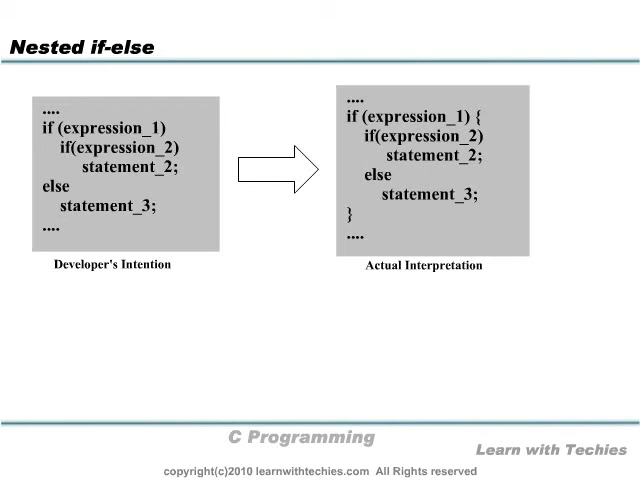 Nested if-else
....
if (expression_1)
if(expression_2)
statement_2;
else
statement_3;
....
Developer's Intention
....
if (expression_1) {
if(expression_2)
statement_2;
else
statement_3;
}
....
Actual Interpretation
C Programming
Learn with Techies
copyright(c)2010 learnwithtechies.com All Rights reserved